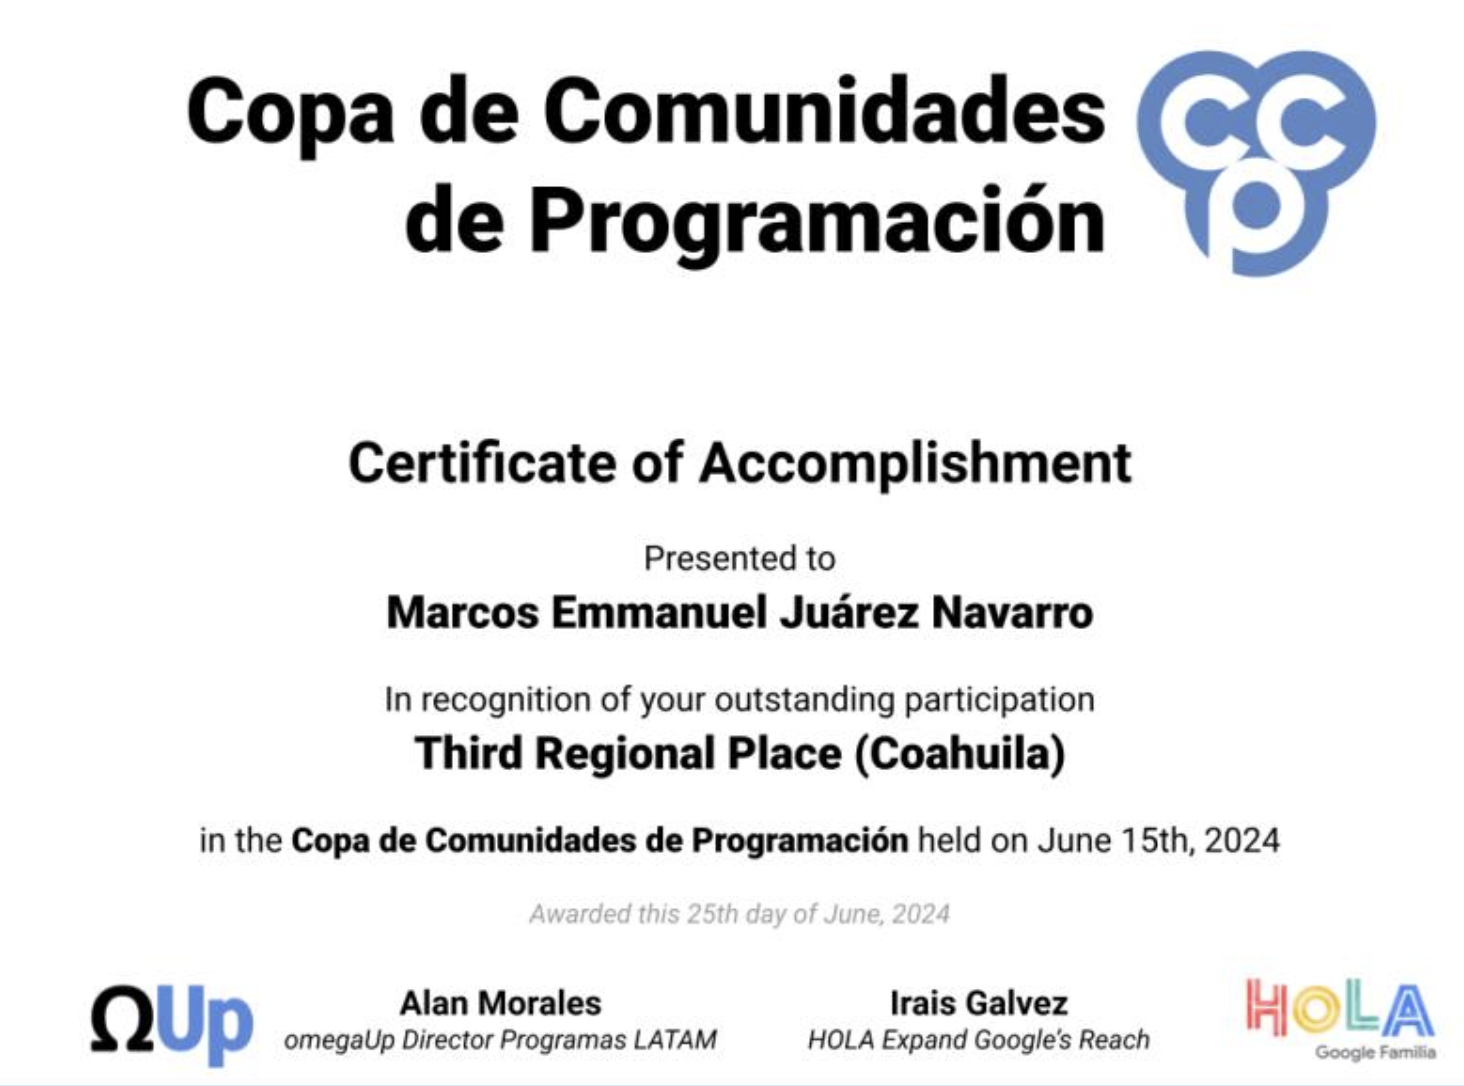 Copa de Comunidades
de Programación
CCP
Certificate of Accomplishment
Presented to
Marcos Emmanuel Juárez Navarro
In recognition of your outstanding participation
Third Regional Place (Coahuila)
in the Copa de Comunidades de Programación held on June 15th, 2024
Awarded this 25th day of June, 2024
ΩUp
Alan Morales
omegaUp Director Programas LATAM
Irais Galvez
HOLA Expand Google's Reach
HOLA
Google Familia